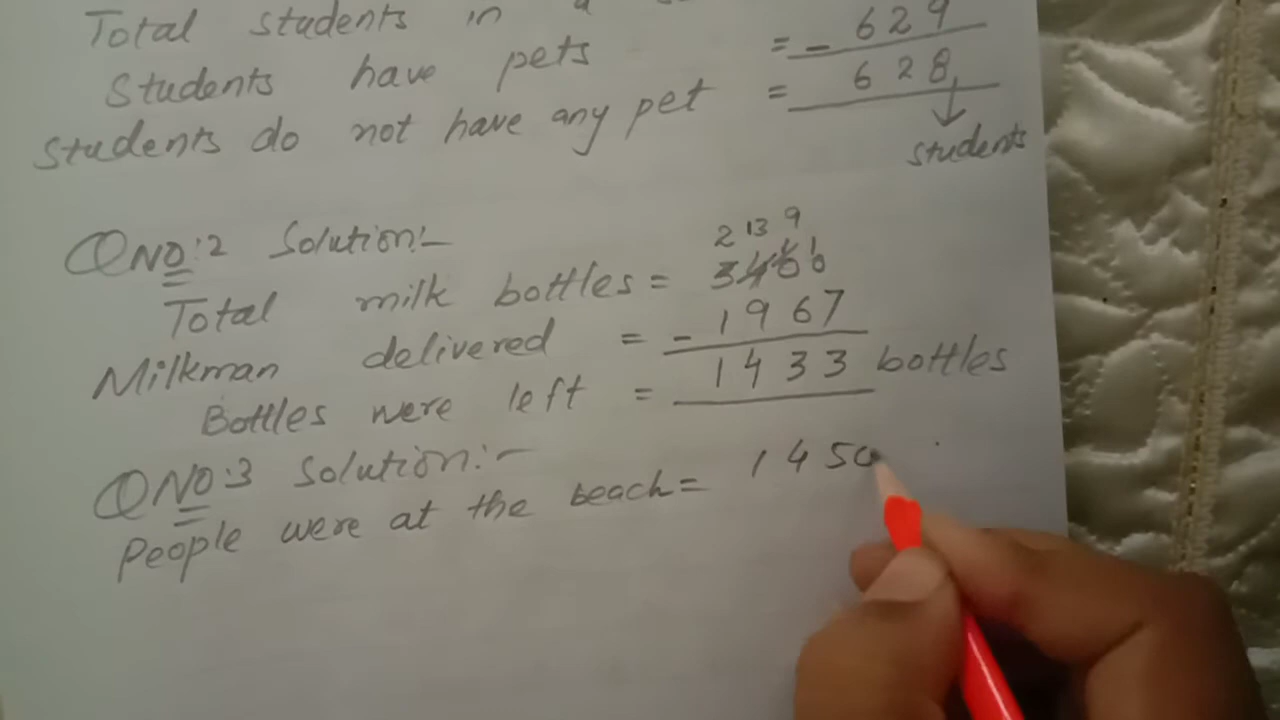 Total students in a
Students have pets = - 629
Students do not have any pet = 628
students
QNO:2 Solution:-
2 13 9
Total milk bottles = 3400
Milkman delivered = - 1967
Bottles were left = 1433 bottles
QNO:3 Solution:-
People were at the beach = 1450